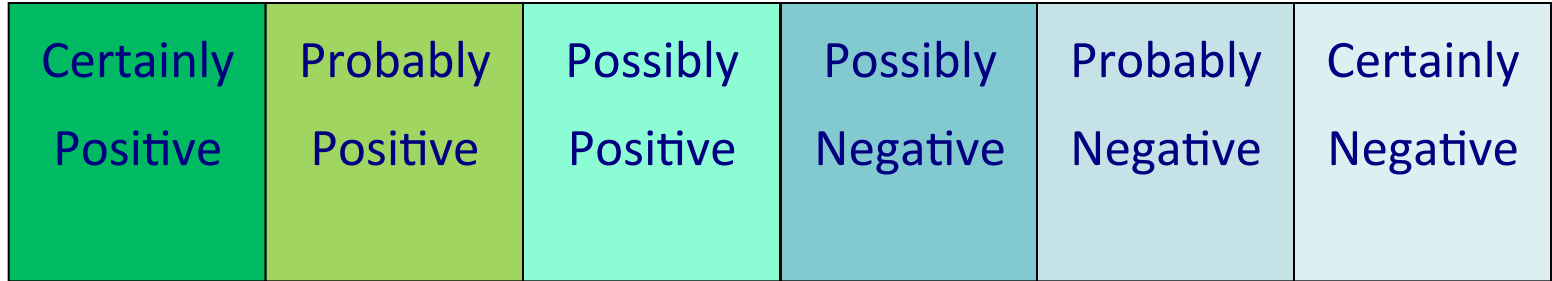 Certainly Probably Possibly Possibly Probably Certainly
Positive Positive Positive Negative Negative Negative